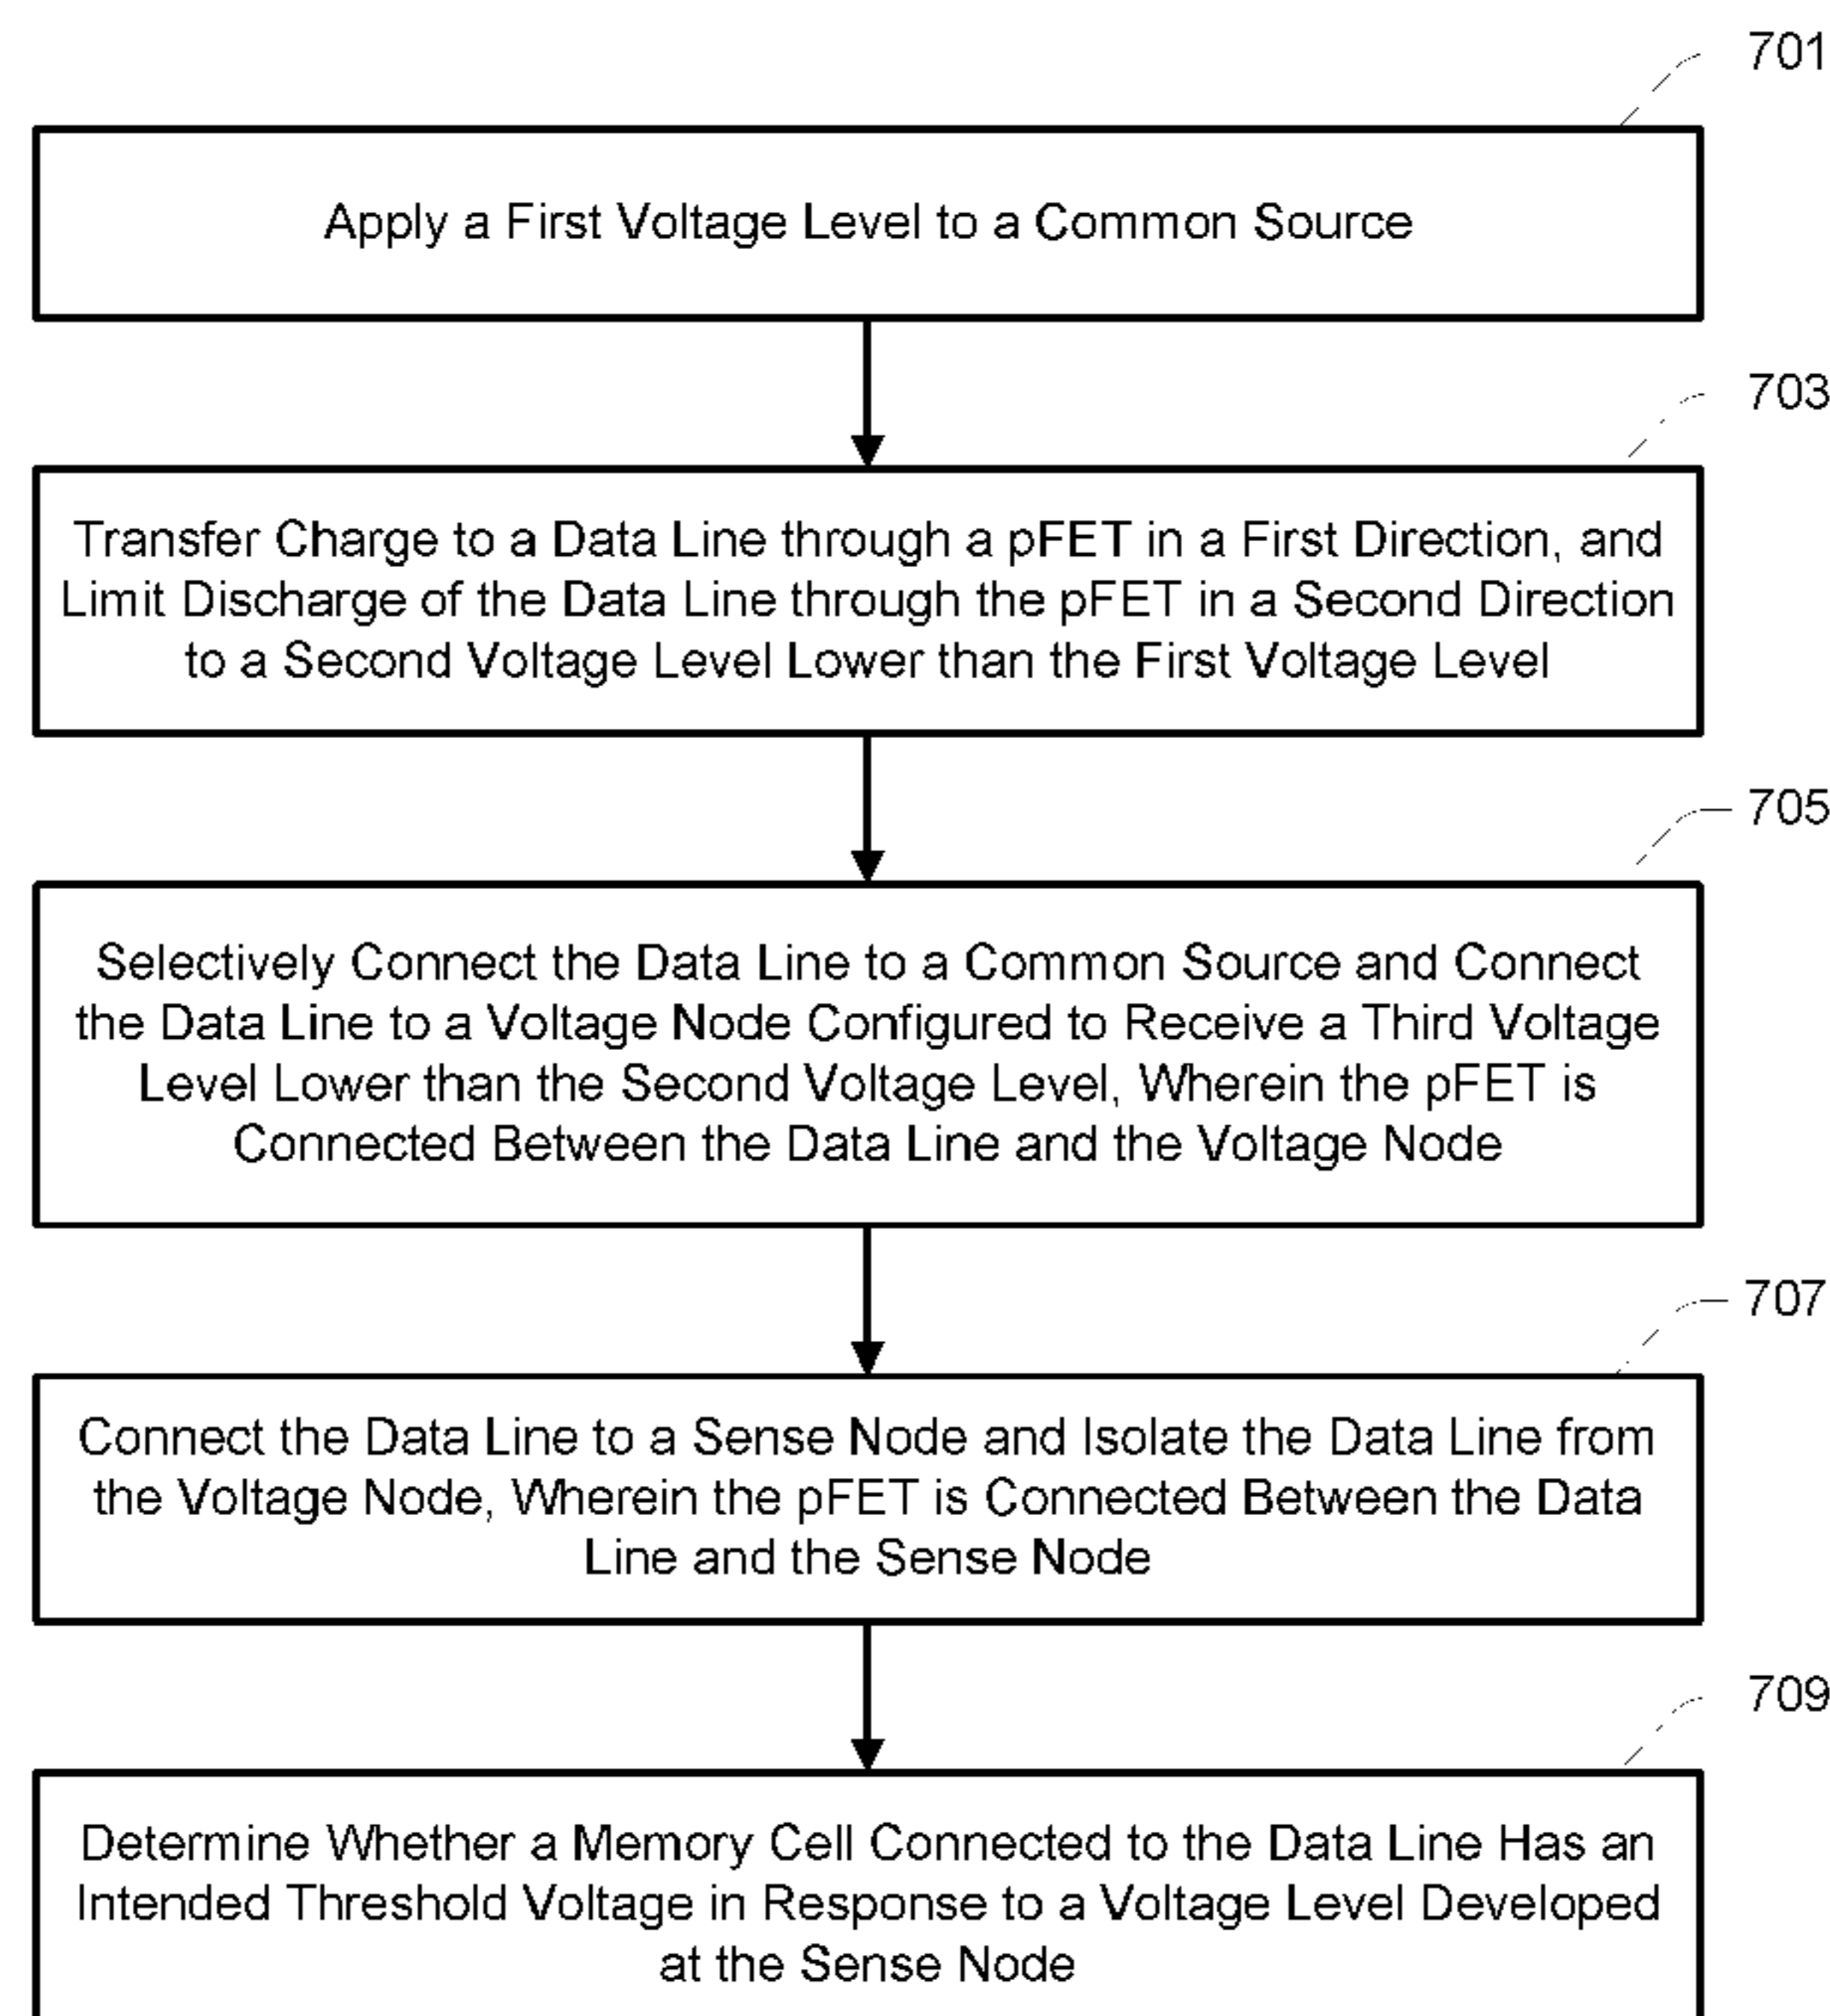 701
Apply a First Voltage Level to a Common Source
703
Transfer Charge to a Data Line through a pFET in a First Direction, and
Limit Discharge of the Data Line through the pFET in a Second Direction
to a Second Voltage Level Lower than the First Voltage Level
705
Selectively Connect the Data Line to a Common Source and Connect
the Data Line to a Voltage Node Configured to Receive a Third Voltage
Level Lower than the Second Voltage Level, Wherein the pFET is
Connected Between the Data Line and the Voltage Node
707
Connect the Data Line to a Sense Node and Isolate the Data Line from
the Voltage Node, Wherein the pFET is Connected Between the Data
Line and the Sense Node
709
Determine Whether a Memory Cell Connected to the Data Line Has an
Intended Threshold Voltage in Response to a Voltage Level Developed
at the Sense Node